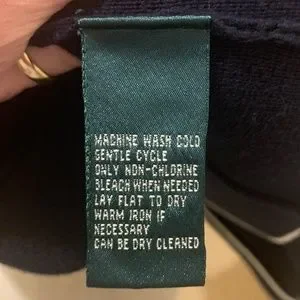 MACHINE WASH COLD
GENTLE CYCLE
ONLY NON-CHLORINE
BLEACH WHEN NEEDED
LAY FLAT TO DRY
WARM IRON IF
NECESSARY
CAN BE DRY CLEANED